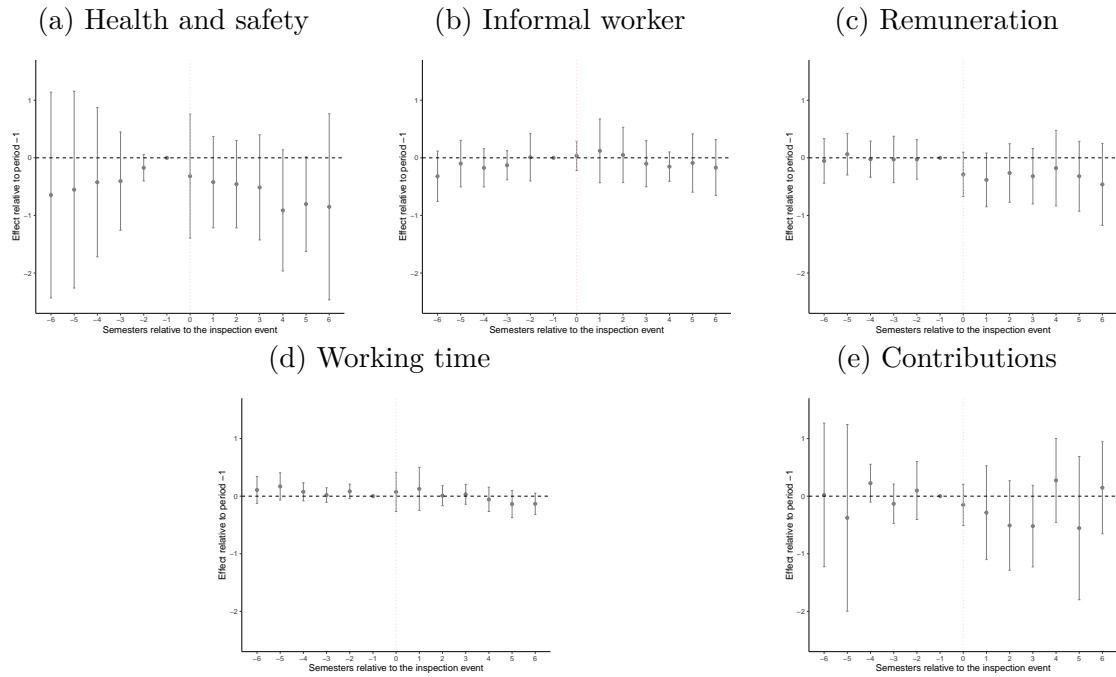 (a) Health and safety
(b) Informal worker
(c) Remuneration
Effect relative to period −1
1
0
−1
−2
−6 −5 −4 −3 −2 −1 0 1 2 3 4 5 6
Semesters relative to the inspection event
Effect relative to period −1
1
0
−1
−2
−6 −5 −4 −3 −2 −1 0 1 2 3 4 5 6
Semesters relative to the inspection event
Effect relative to period −1
1
0
−1
−2
−6 −5 −4 −3 −2 −1 0 1 2 3 4 5 6
Semesters relative to the inspection event
(d) Working time
(e) Contributions
Effect relative to period −1
1
0
−1
−2
−6 −5 −4 −3 −2 −1 0 1 2 3 4 5 6
Semesters relative to the inspection event
Effect relative to period −1
1
0
−1
−2
−6 −5 −4 −3 −2 −1 0 1 2 3 4 5 6
Semesters relative to the inspection event